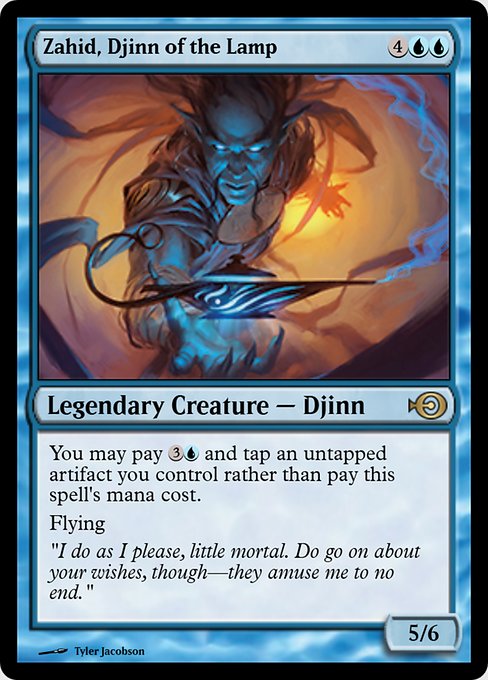 Zahid, Djinn of the Lamp 4
Legendary Creature — Djinn
You may pay 3 and tap an untapped
artifact you control rather than pay this
spell's mana cost.
Flying
"I do as I please, little mortal. Do go on about
your wishes, though—they amuse me to no
end."
5/6
Tyler Jacobson